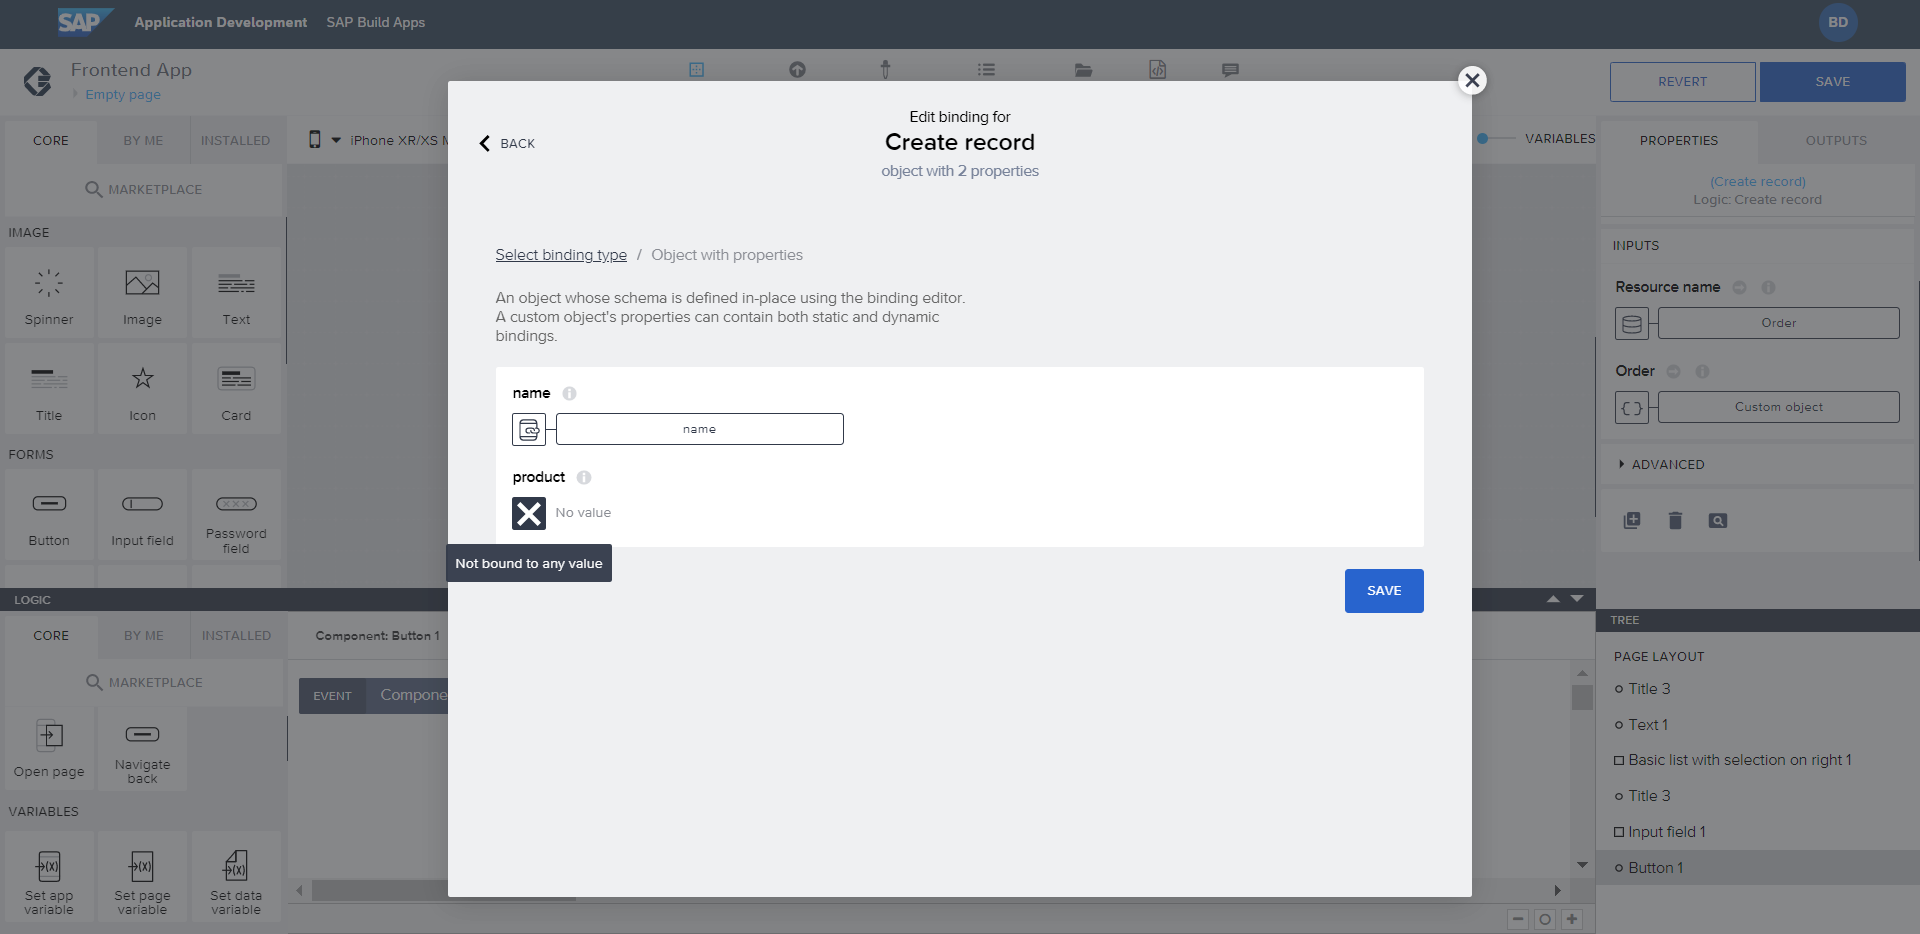 SAP
Application Development
SAP Build Apps
BD
Frontend App
Empty page
REVERT
SAVE
CORE
BY ME
INSTALLED
MARKETPLACE
iPhone XR/XS M
VARIABLES
IMAGE
Spinner
Image
Text
Title
Icon
Card
FORMS
Button
Input field
Password
field
Edit binding for
BACK
Create record
object with 2 properties
Select binding type / Object with properties
An object whose schema is defined in-place using the binding editor.
A custom object's properties can contain both static and dynamic
bindings.
name
name
product
No value
Not bound to any value
SAVE
PROPERTIES
OUTPUTS
(Create record)
Logic: Create record
INPUTS
Resource name
Order
Order
Custom object
ADVANCED
LOGIC
CORE
BY ME
INSTALLED
MARKETPLACE
Component: Button 1
EVENT
Compone
Open page
Navigate
back
VARIABLES
Set app
variable
Set page
variable
Set data
variable
TREE
PAGE LAYOUT
Title 3
Text 1
Basic list with selection on right 1
Title 3
Input field 1
Button 1